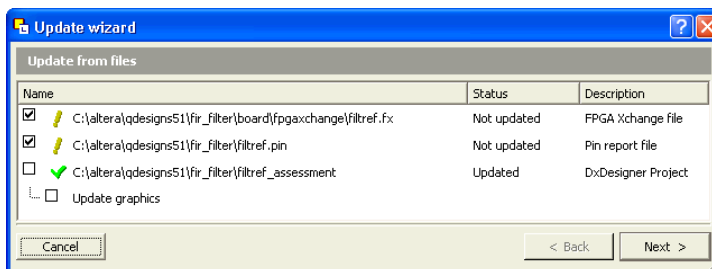 Update wizard
Update from files
Name Status Description
C:\altera\qdesigns51\fir_filter\board\fpgaxchange\filtref.fx Not updated FPGA Xchange file
C:\altera\qdesigns51\fir_filter\filtref.pin Not updated Pin report file
C:\altera\qdesigns51\fir_filter\filtref_assessment Updated DxDesigner Project
Update graphics
Cancel < Back Next >